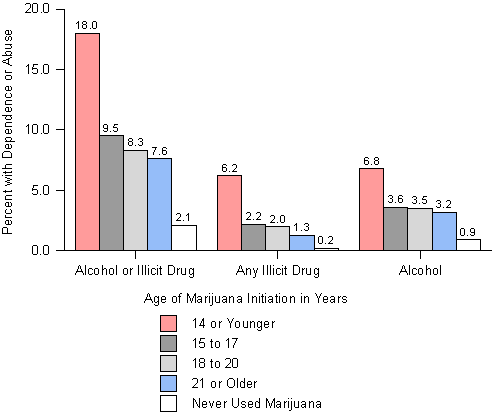 Percent with Dependence or Abuse
20.0
15.0
10.0
5.0
0.0
18.0
9.5
8.3
7.6
2.1
6.2
2.2
2.0
1.3
0.2
6.8
3.6
3.5
3.2
0.9
Alcohol or Illicit Drug
Any Illicit Drug
Alcohol
Age of Marijuana Initiation in Years
14 or Younger
15 to 17
18 to 20
21 or Older
Never Used Marijuana